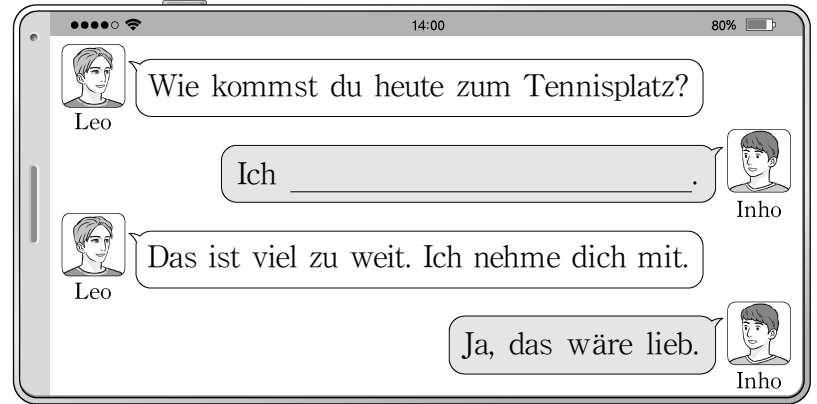 14:00
80%
Wie kommst du heute zum Tennisplatz?
Leo
Ich ________________________.
Inho
Das ist viel zu weit. Ich nehme dich mit.
Leo
Ja, das wäre lieb.
Inho